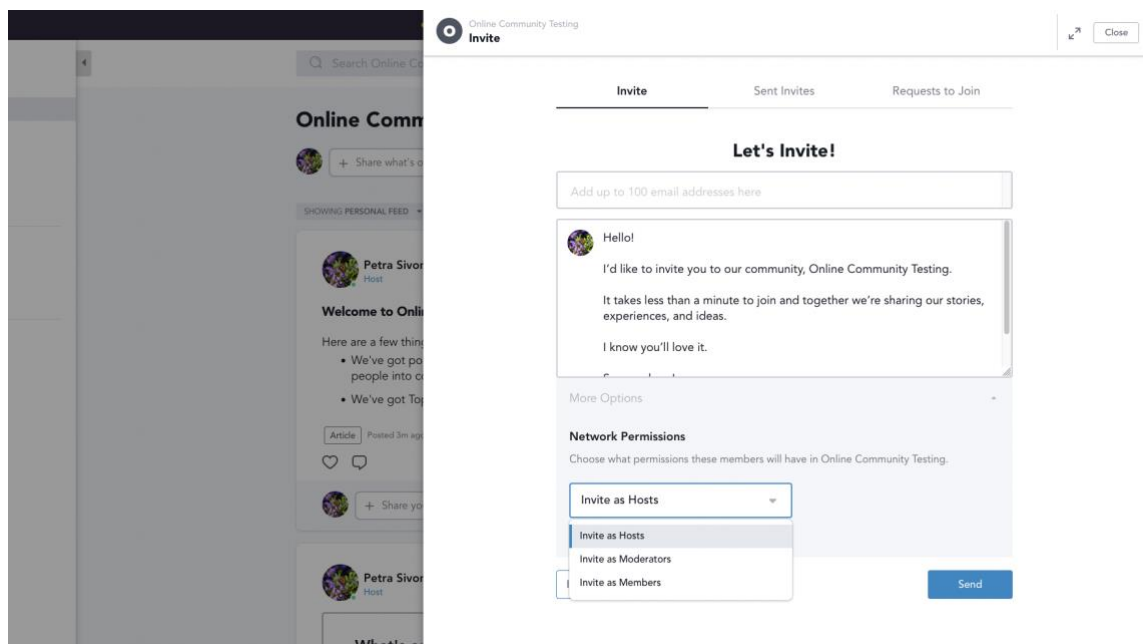 Online Community Testing
Invite
Close
Search Online Co
Online Comm
+ Share what's o
SHOWING PERSONAL FEED
Petra Sivor
Host
Welcome to Onli
Here are a few thing
• We've got po
people into co
• We've got Top
Article Posted 3m ago
+ Share yo
Petra Sivor
Host
Invite Sent Invites Requests to Join
Let's Invite!
Add up to 100 email addresses here
Hello!
I'd like to invite you to our community, Online Community Testing.
It takes less than a minute to join and together we're sharing our stories,
experiences, and ideas.
I know you'll love it.
More Options
Network Permissions
Choose what permissions these members will have in Online Community Testing.
Invite as Hosts
Invite as Hosts
Invite as Moderators
Invite as Members
Send